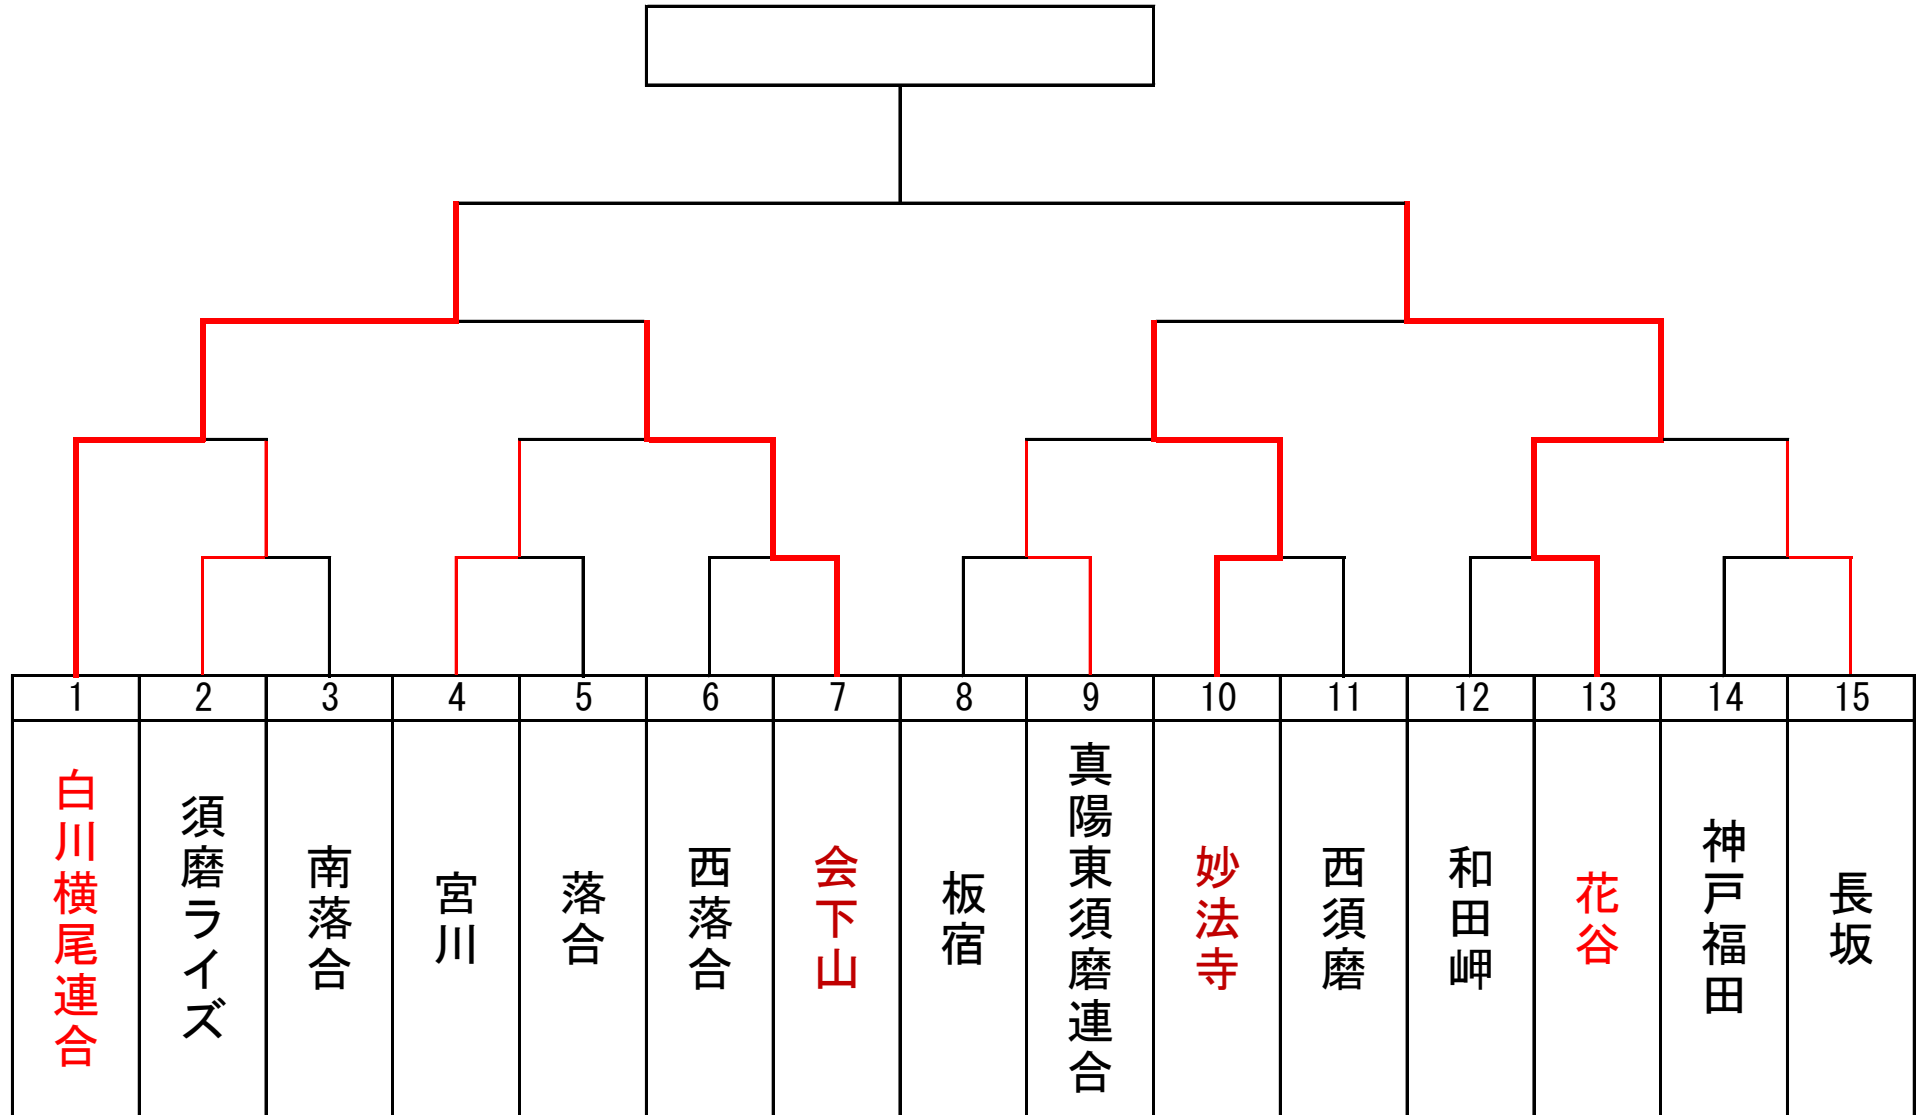 1 2 3 4 5 6 7 8 9 10 11 12 13 14 15
白川横尾連合
須磨ライズ
南落合
宮川
落合
西落合
会下山
板宿
真陽東須磨連合
妙法寺
西須磨
和田岬
花谷
神戸福田
長坂